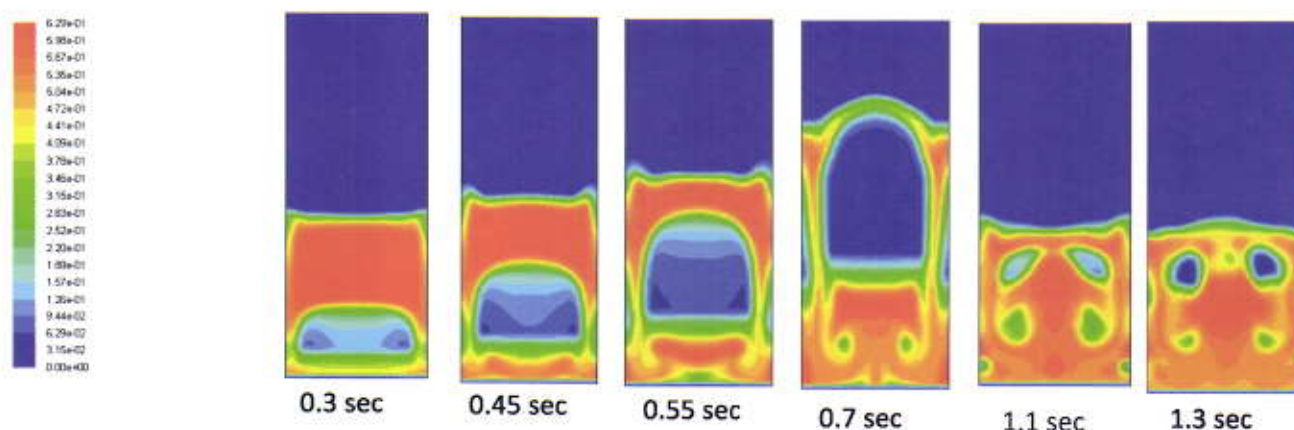 6.29e-01
5.98e-01
5.67e-01
5.35e-01
5.04e-01
4.72e-01
4.41e-01
4.09e-01
3.78e-01
3.46e-01
3.15e-01
2.83e-01
2.52e-01
2.20e-01
1.89e-01
1.57e-01
1.26e-01
9.44e-02
6.29e-02
3.15e-02
0.00e+00
0.3 sec
0.45 sec
0.55 sec
0.7 sec
1.1 sec
1.3 sec